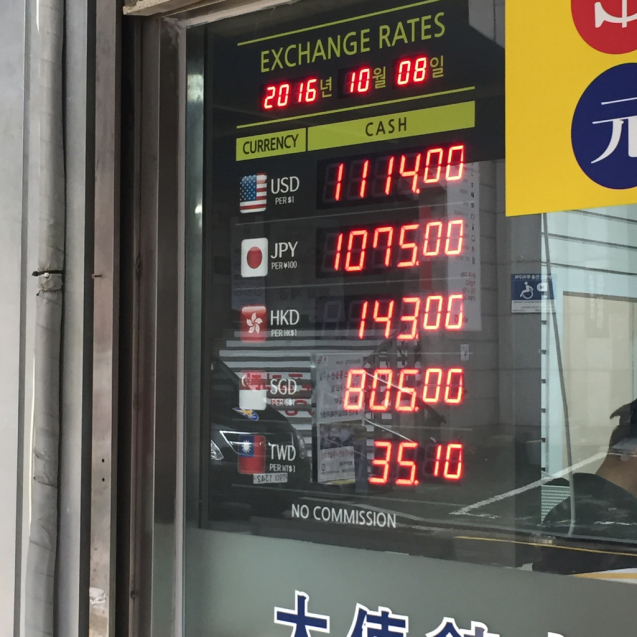 EXCHANGE RATES
2016년 10월 08일
CURRENCY CASH
USD 1114.00
PER $1
JPY 1075.00
PER ¥100
HKD 143.00
PER HK$1
SGD 806.00
TWD 35.10
PER NT$1
NO COMMISSION
元